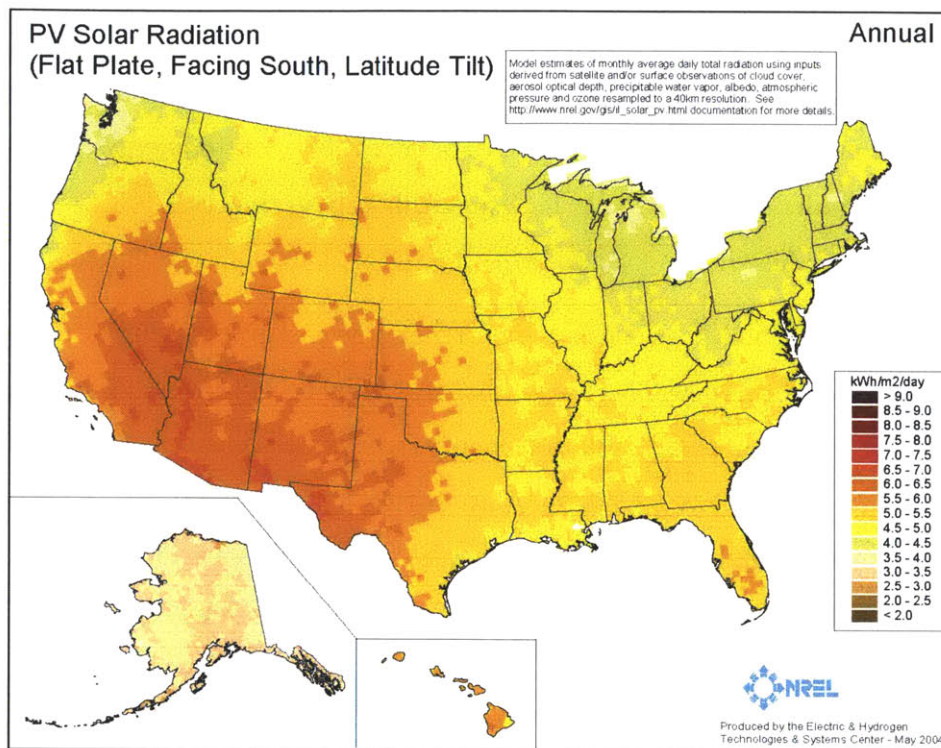 PV Solar Radiation
(Flat Plate, Facing South, Latitude Tilt)
Annual
Model estimates of monthly average daily total radiation using inputs
derived from satellite and/or surface observations of cloud cover,
aerosol optical depth, precipitable water vapor, albedo, atmospheric
pressure and ozone resampled to a 40km resolution. See
http://www.nrel.gov/gis/il_solar_pv.html documentation for more details.
kWh/m2/day
> 9.0
8.5 - 9.0
8.0 - 8.5
7.5 - 8.0
7.0 - 7.5
6.5 - 7.0
6.0 - 6.5
5.5 - 6.0
5.0 - 5.5
4.5 - 5.0
4.0 - 4.5
3.5 - 4.0
3.0 - 3.5
2.5 - 3.0
2.0 - 2.5
< 2.0
NREL
Produced by the Electric & Hydrogen
Technologies & Systems Center - May 2004